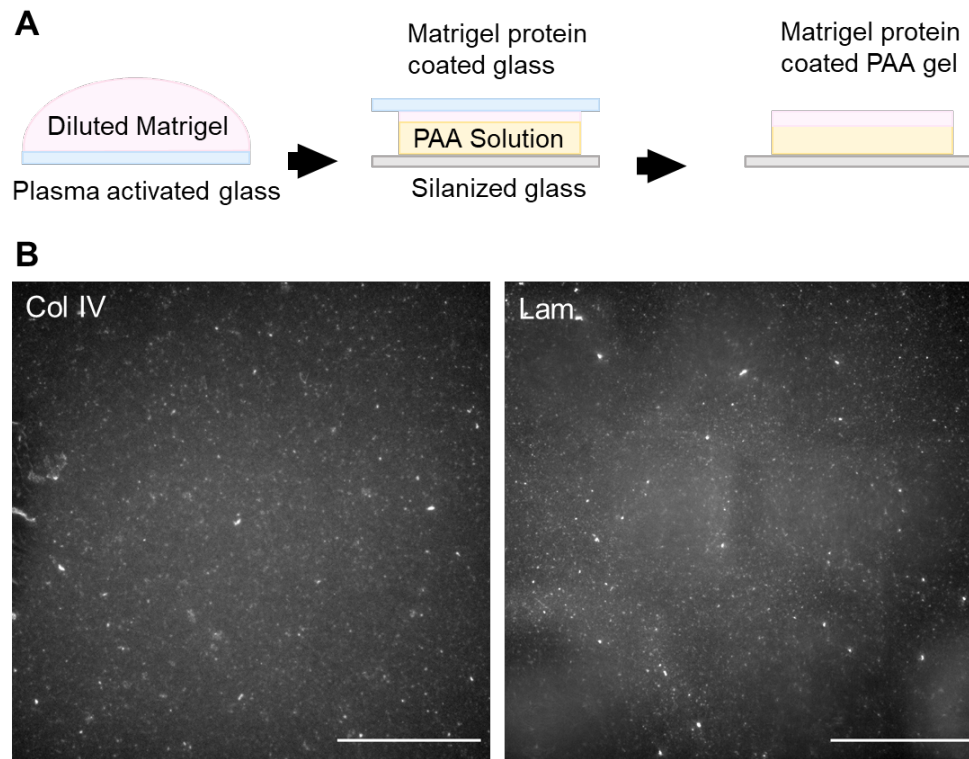 A
Diluted Matrigel
Plasma activated glass
Matrigel protein
coated glass
PAA Solution
Silanized glass
Matrigel protein
coated PAA gel
B
Col IV
Lam.